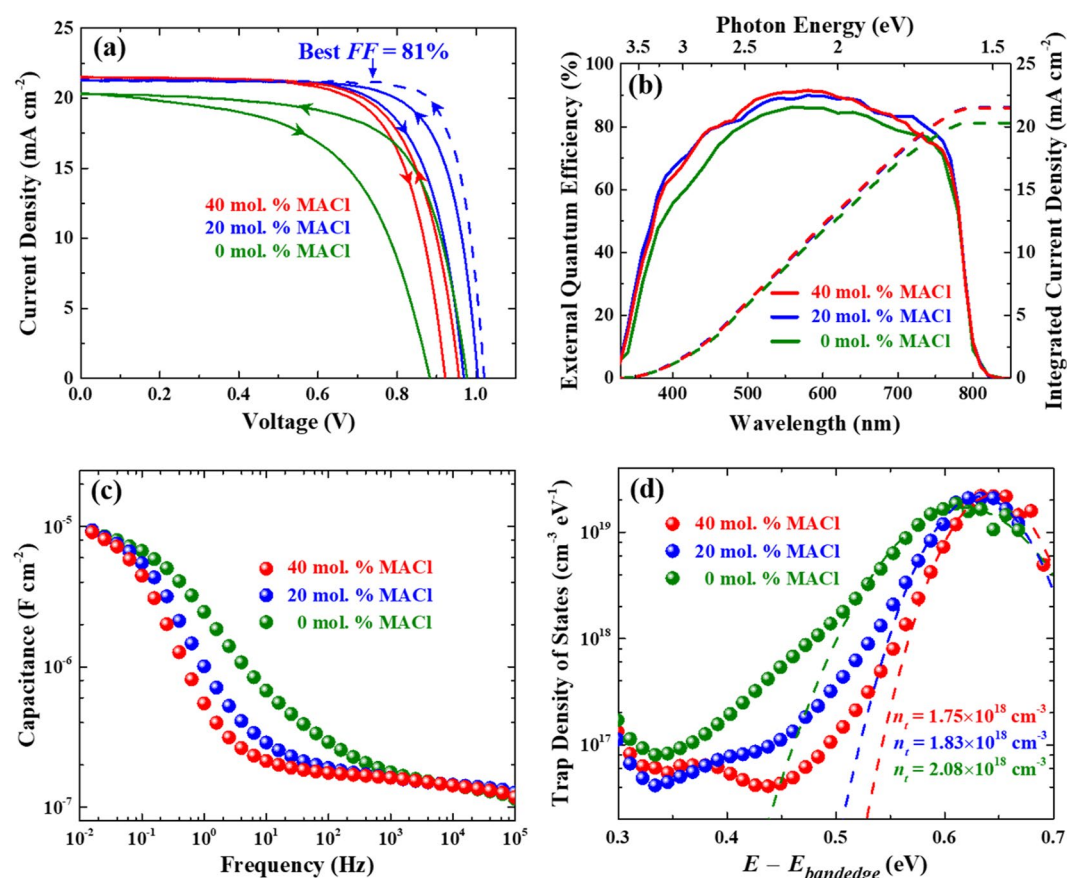 (a)
Best FF = 81%
40 mol. % MACl
20 mol. % MACl
0 mol. % MACl
Current Density (mA cm⁻²)
25
20
15
10
5
0
0.0 0.2 0.4 0.6 0.8 1.0
Voltage (V)
Photon Energy (eV)
3.5 3 2.5 2 1.5
(b)
External Quantum Efficiency (%)
100
80
60
40
20
0
Integrated Current Density (mA cm⁻²)
25
20
15
10
5
0
40 mol. % MACl
20 mol. % MACl
0 mol. % MACl
400 500 600 700 800
Wavelength (nm)
(c)
Capacitance (F cm⁻²)
10⁻⁵
10⁻⁶
10⁻⁷
40 mol. % MACl
20 mol. % MACl
0 mol. % MACl
10⁻² 10⁻¹ 10⁰ 10¹ 10² 10³ 10⁴ 10⁵
Frequency (Hz)
(d)
Trap Density of States (cm⁻³ eV⁻¹)
10¹⁹
10¹⁸
10¹⁷
40 mol. % MACl
20 mol. % MACl
0 mol. % MACl
nₜ = 1.75×10¹⁸ cm⁻³
nₜ = 1.83×10¹⁸ cm⁻³
nₜ = 2.08×10¹⁸ cm⁻³
0.3 0.4 0.5 0.6 0.7
E – E_bandedge (eV)